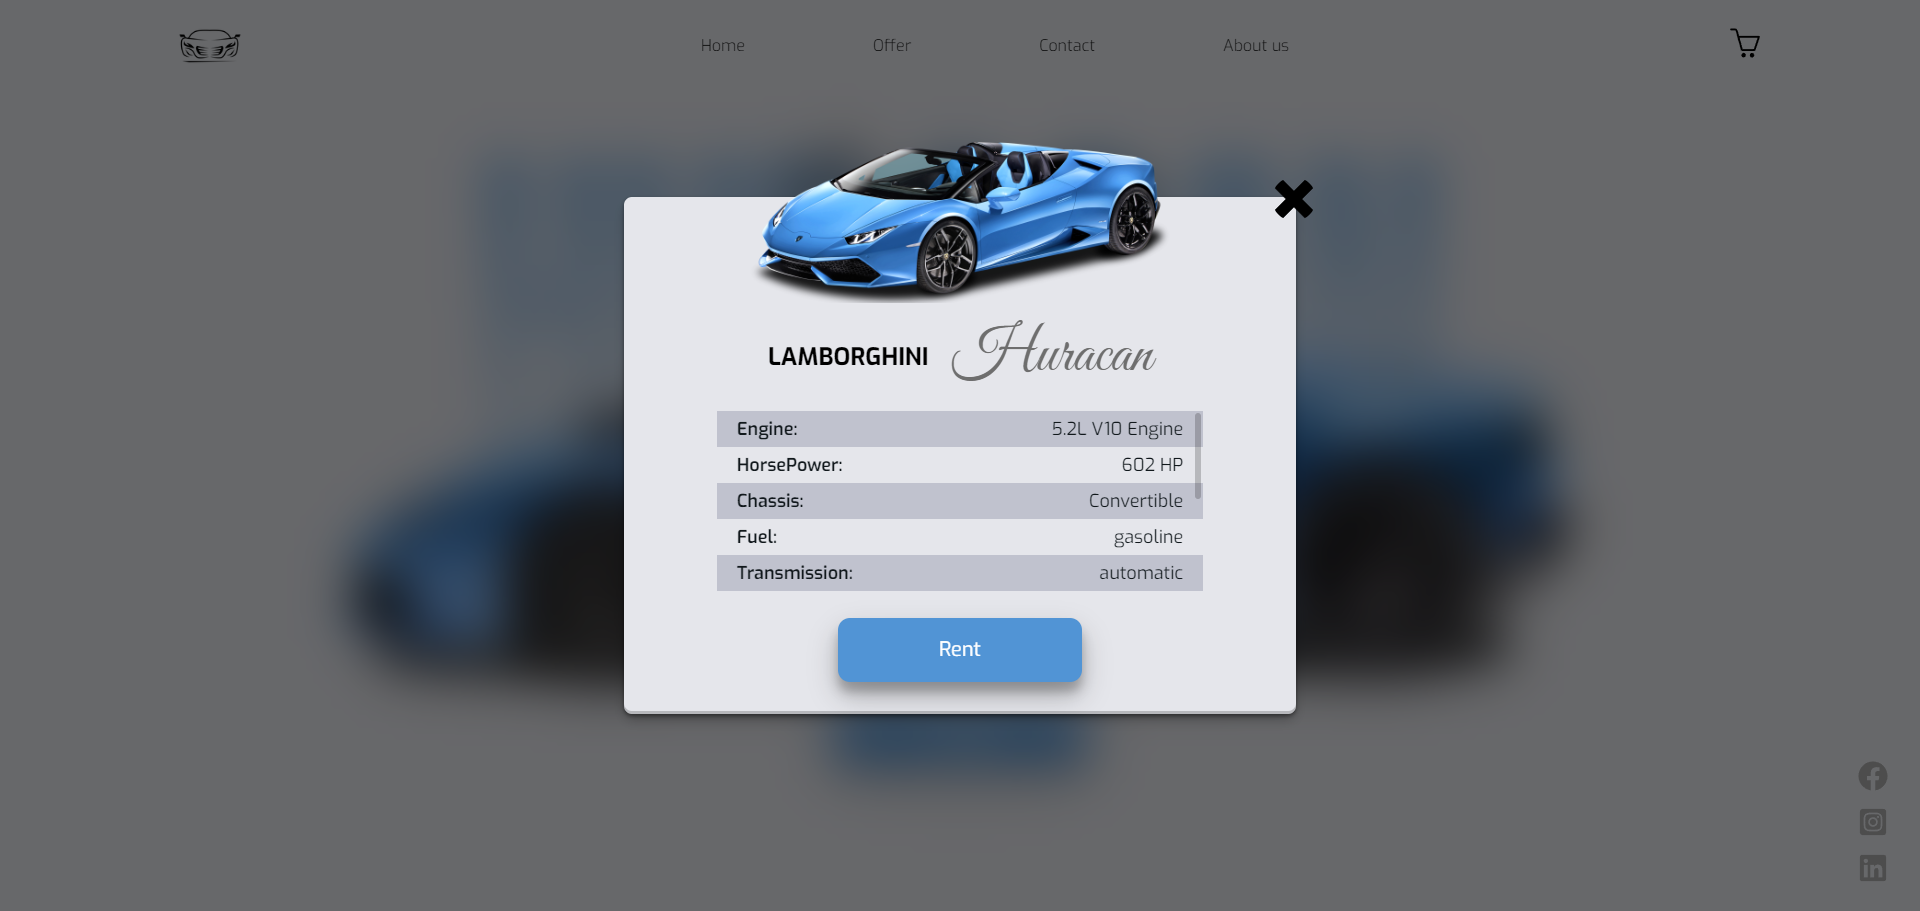 Home Offer Contact About us
LAMBORGHINI Huracan
Engine: 5.2L V10 Engine
HorsePower: 602 HP
Chassis: Convertible
Fuel: gasoline
Transmission: automatic
Rent